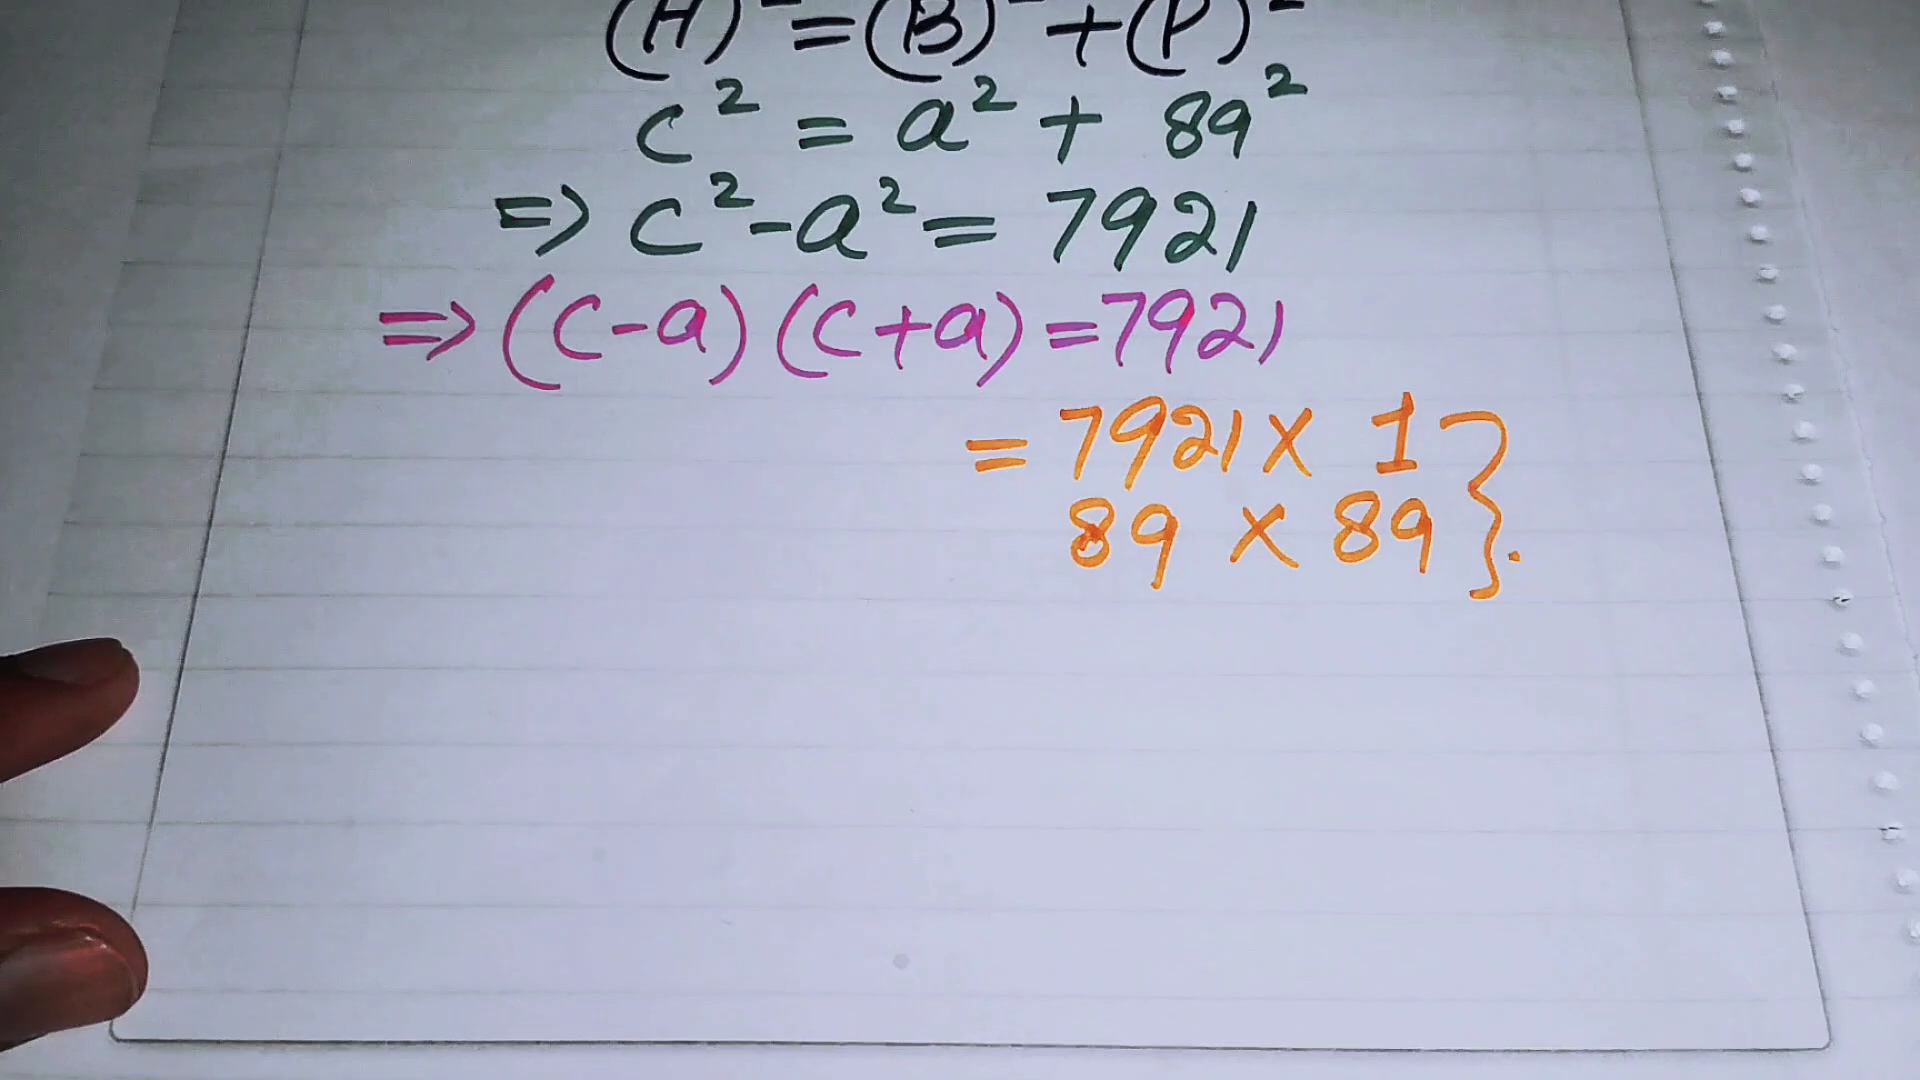 (H)² = (B)² + (P)²
c² = a² + 89²
⇒ c² - a² = 7921
⇒ (c - a) (c + a) = 7921
= 7921 × 1 }
89 × 89 } .